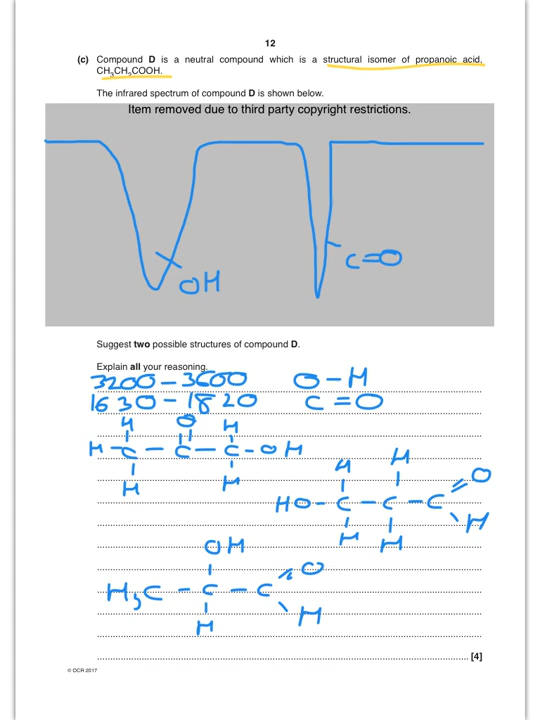 12
(c) Compound D is a neutral compound which is a structural isomer of propanoic acid,
CH₃CH₂COOH.
The infrared spectrum of compound D is shown below.
Item removed due to third party copyright restrictions.
OH
C=O
Suggest two possible structures of compound D.
Explain all your reasoning.
3200 – 3600 O – H
1630 – 1820 C = O
H O H
H – C – C – C – OH
H H
H H O
HO – C – C – C
H H H
OH O
H₃C – C – C
H H
[4]
© OCR 2017